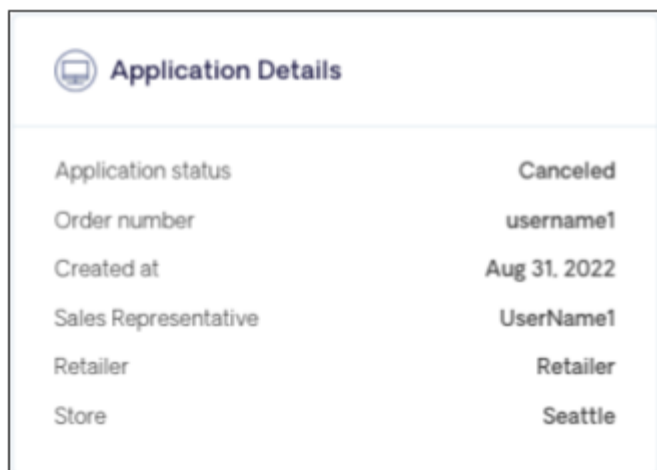 Application Details
Application status Canceled
Order number username1
Created at Aug 31, 2022
Sales Representative UserName1
Retailer Retailer
Store Seattle